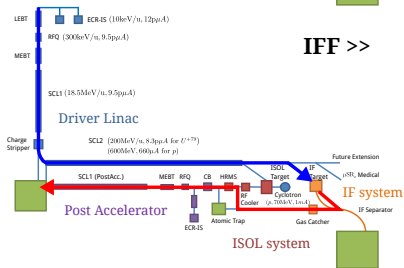 LEBT
ECR-IS (10keV/u, 12pμA)
RFQ (300keV/u, 9.5pμA)
IFF >>
MEBT
SCL1 (18.5MeV/u, 9.5pμA)
Driver Linac
Charge
Stripper
SCL2 (200MeV/u, 8.3pμA for U⁺⁷⁹)
(600MeV, 660μA for p)
Future Extension
ISOL
Target
IF
Target
μSR, Medical
SCL1 (PostAcc.)
MEBT RFQ CB HRMS
RF
Cooler
Cyclotron
(p, 70MeV, 1mA)
IF system
Post Accelerator
Atomic Trap
IF Separator
Gas Catcher
ECR-IS
ISOL system